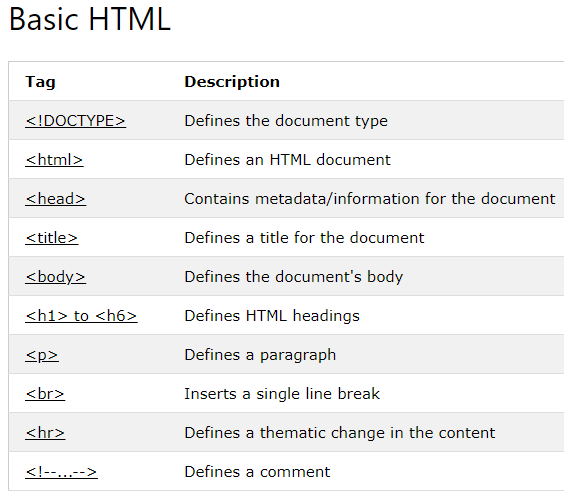 Basic HTML
Tag Description
<!DOCTYPE> Defines the document type
<html> Defines an HTML document
<head> Contains metadata/information for the document
<title> Defines a title for the document
<body> Defines the document's body
<h1> to <h6> Defines HTML headings
<p> Defines a paragraph
<br> Inserts a single line break
<hr> Defines a thematic change in the content
<!--...--> Defines a comment